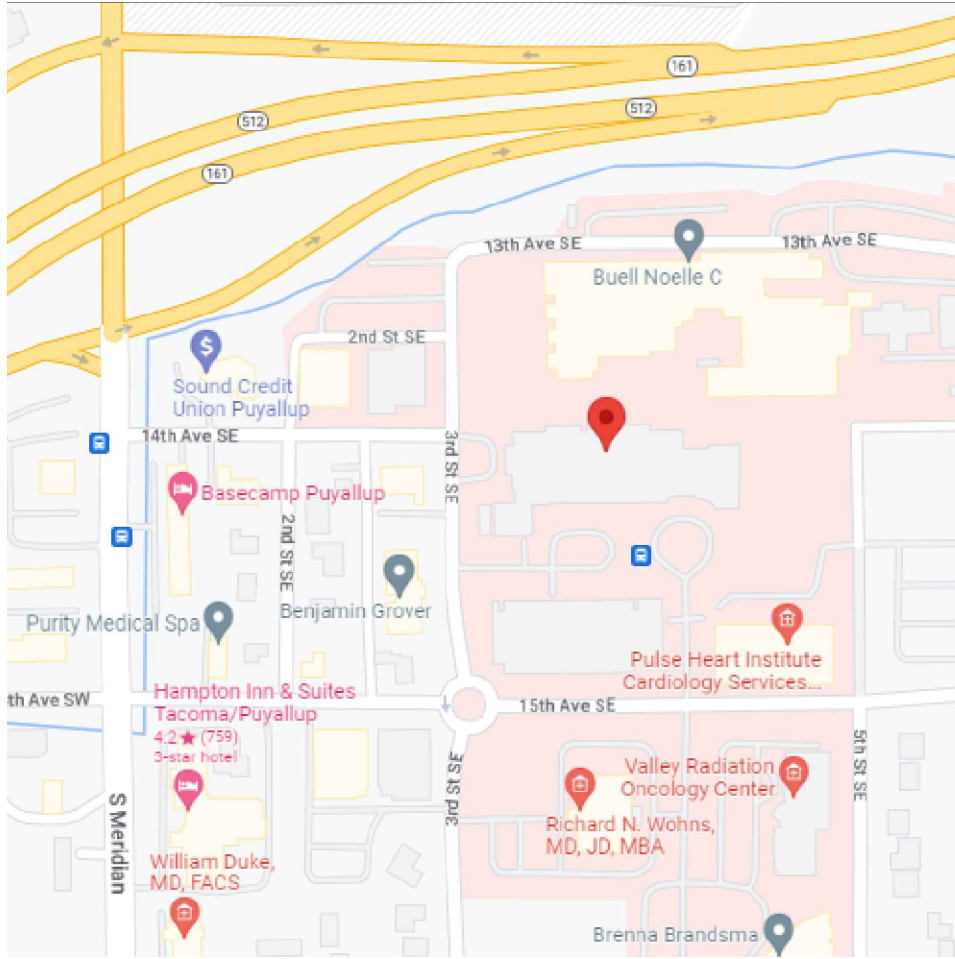 161
512
512
161
13th Ave SE
13th Ave SE
Buell Noelle C
2nd St SE
$
Sound Credit
Union Puyallup
14th Ave SE
3rd St SE
Basecamp Puyallup
2nd St SE
Benjamin Grover
Purity Medical Spa
Pulse Heart Institute
Cardiology Services...
Hampton Inn & Suites
Tacoma/Puyallup
4.2★ (759)
3-star hotel
th Ave SW
15th Ave SE
5th St SE
3rd St SE
Valley Radiation
Oncology Center
S Meridian
Richard N. Wohns,
MD, JD, MBA
William Duke,
MD, FACS
Brenna Brandsma